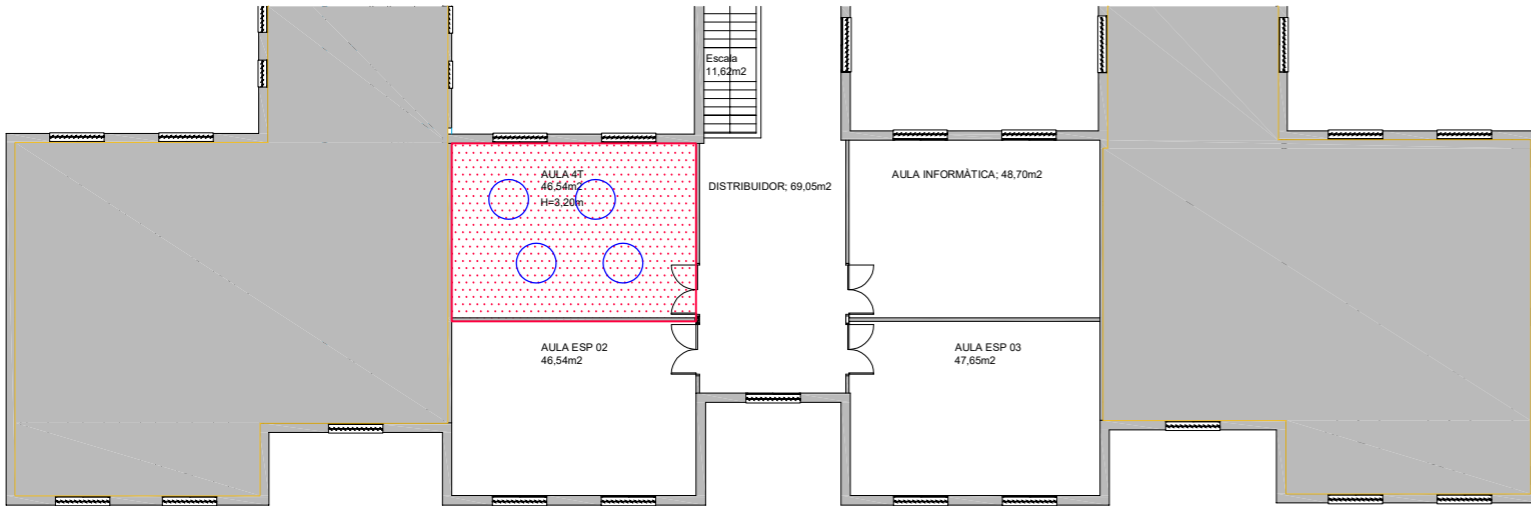 Escala
11,62m2
AULA 4T
46,54m2
H=3,20m
DISTRIBUIDOR; 69,05m2
AULA INFORMÀTICA; 48,70m2
AULA ESP 02
46,54m2
AULA ESP 03
47,65m2